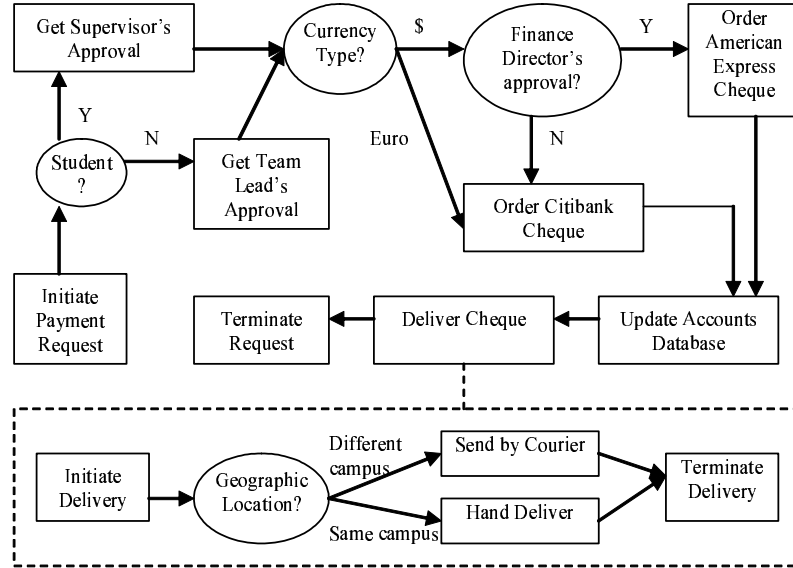 Get Supervisor's
Approval
Currency
Type?
$
Finance
Director's
approval?
Y
Order
American
Express
Cheque
Y
Student
?
N
Get Team
Lead's
Approval
Euro
N
Order Citibank
Cheque
Initiate
Payment
Request
Terminate
Request
Deliver Cheque
Update Accounts
Database
Initiate
Delivery
Geographic
Location?
Different
campus
Same campus
Send by Courier
Hand Deliver
Terminate
Delivery